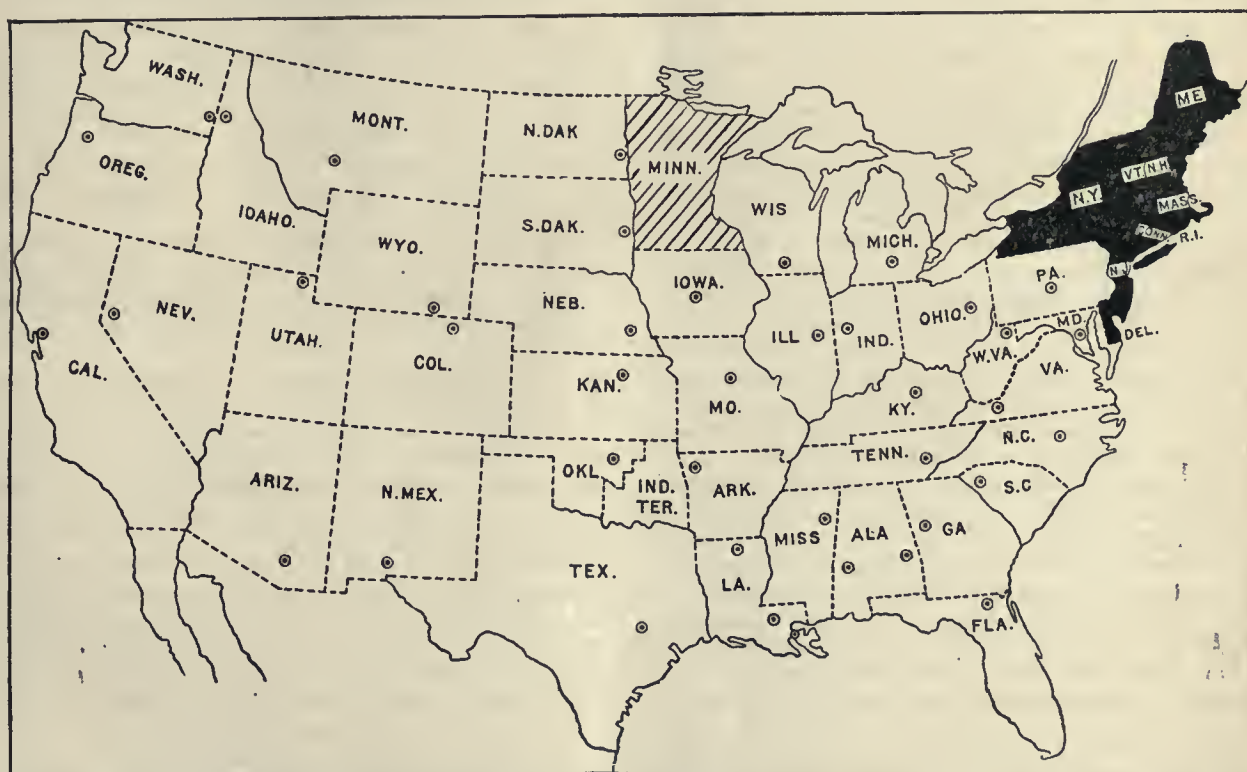 WASH.
MONT.
N.DAK
MINN.
ME
OREG.
IDAHO.
WYO.
S.DAK.
WIS
MICH.
N.Y.
VT.
N.H.
MASS.
CONN.
R.I.
NEV.
UTAH.
NEB.
IOWA.
ILL
IND.
OHIO.
PA.
N.J.
MD.
DEL.
CAL.
COL.
KAN.
MO.
KY.
W.VA.
VA.
ARIZ.
N.MEX.
OKL.
IND.
TER.
ARK.
TENN.
N.C.
S.C
TEX.
LA.
MISS
ALA
GA
FLA.